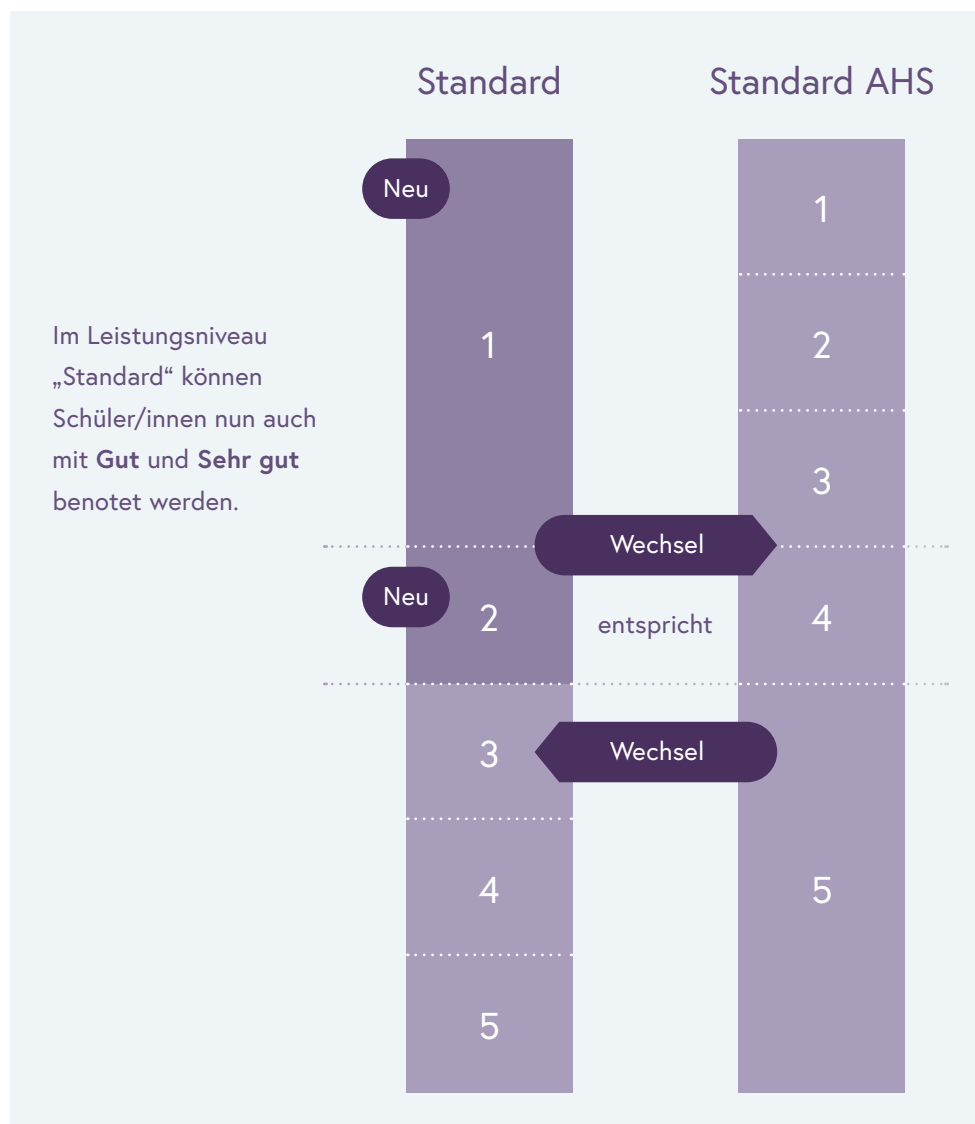 Standard
Standard AHS
Neu
1
1
2
Im Leistungsniveau
„Standard“ können
Schüler/innen nun auch
mit Gut und Sehr gut
benotet werden.
3
Wechsel
Neu
2
entspricht
4
3
Wechsel
4
5
5